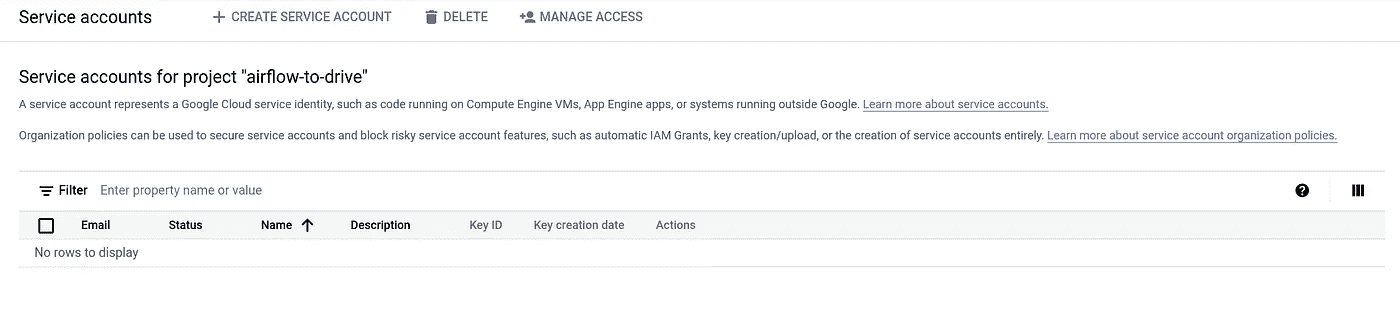 Service accounts CREATE SERVICE ACCOUNT DELETE MANAGE ACCESS
Service accounts for project "airflow-to-drive"
A service account represents a Google Cloud service identity, such as code running on Compute Engine VMs, App Engine apps, or systems running outside Google. Learn more about service accounts.
Organization policies can be used to secure service accounts and block risky service account features, such as automatic IAM Grants, key creation/upload, or the creation of service accounts entirely. Learn more about service account organization policies.
Filter Enter property name or value
Email Status Name Description Key ID Key creation date Actions
No rows to display